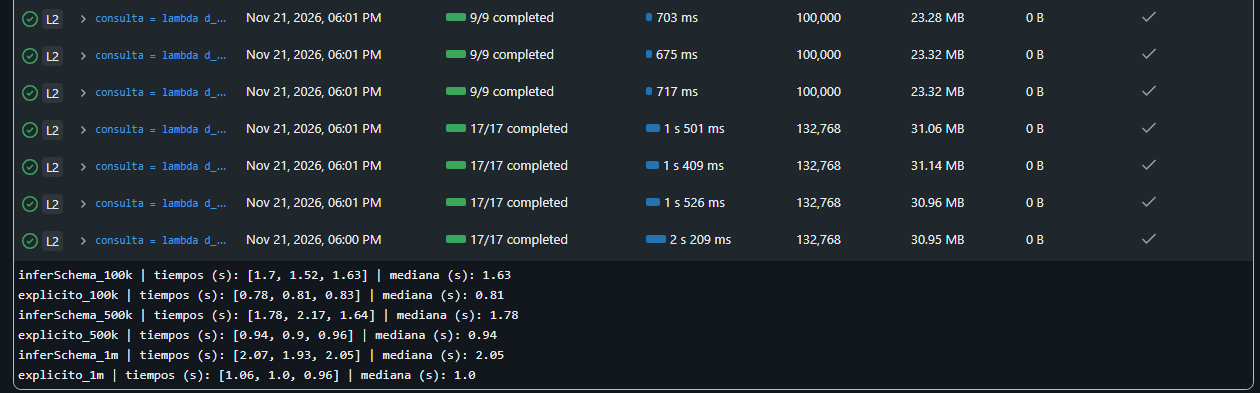 L2 > consulta = lambda d_... Nov 21, 2026, 06:01 PM 9/9 completed 703 ms 100,000 23.28 MB 0 B
L2 > consulta = lambda d_... Nov 21, 2026, 06:01 PM 9/9 completed 675 ms 100,000 23.32 MB 0 B
L2 > consulta = lambda d_... Nov 21, 2026, 06:01 PM 9/9 completed 717 ms 100,000 23.32 MB 0 B
L2 > consulta = lambda d_... Nov 21, 2026, 06:01 PM 17/17 completed 1 s 501 ms 132,768 31.06 MB 0 B
L2 > consulta = lambda d_... Nov 21, 2026, 06:01 PM 17/17 completed 1 s 409 ms 132,768 31.14 MB 0 B
L2 > consulta = lambda d_... Nov 21, 2026, 06:01 PM 17/17 completed 1 s 526 ms 132,768 30.96 MB 0 B
L2 > consulta = lambda d_... Nov 21, 2026, 06:00 PM 17/17 completed 2 s 209 ms 132,768 30.95 MB 0 B
inferSchema_100k | tiempos (s): [1.7, 1.52, 1.63] | mediana (s): 1.63
explicito_100k | tiempos (s): [0.78, 0.81, 0.83] | mediana (s): 0.81
inferSchema_500k | tiempos (s): [1.78, 2.17, 1.64] | mediana (s): 1.78
explicito_500k | tiempos (s): [0.94, 0.9, 0.96] | mediana (s): 0.94
inferSchema_1m | tiempos (s): [2.07, 1.93, 2.05] | mediana (s): 2.05
explicito_1m | tiempos (s): [1.06, 1.0, 0.96] | mediana (s): 1.0